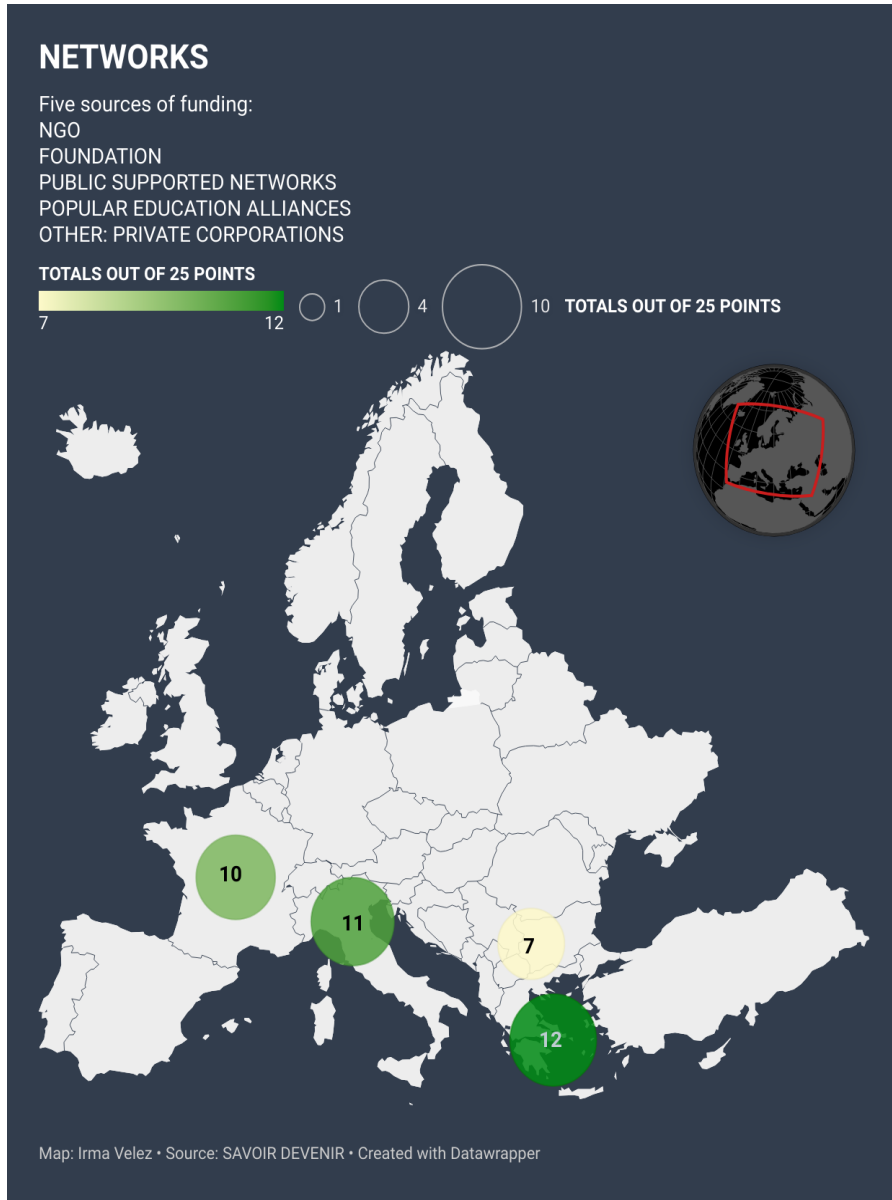 NETWORKS
Five sources of funding:
NGO
FOUNDATION
PUBLIC SUPPORTED NETWORKS
POPULAR EDUCATION ALLIANCES
OTHER: PRIVATE CORPORATIONS
TOTALS OUT OF 25 POINTS
7 12
1 4 10 TOTALS OUT OF 25 POINTS
10
11
7
12
Map: Irma Velez • Source: SAVOIR DEVENIR • Created with Datawrapper